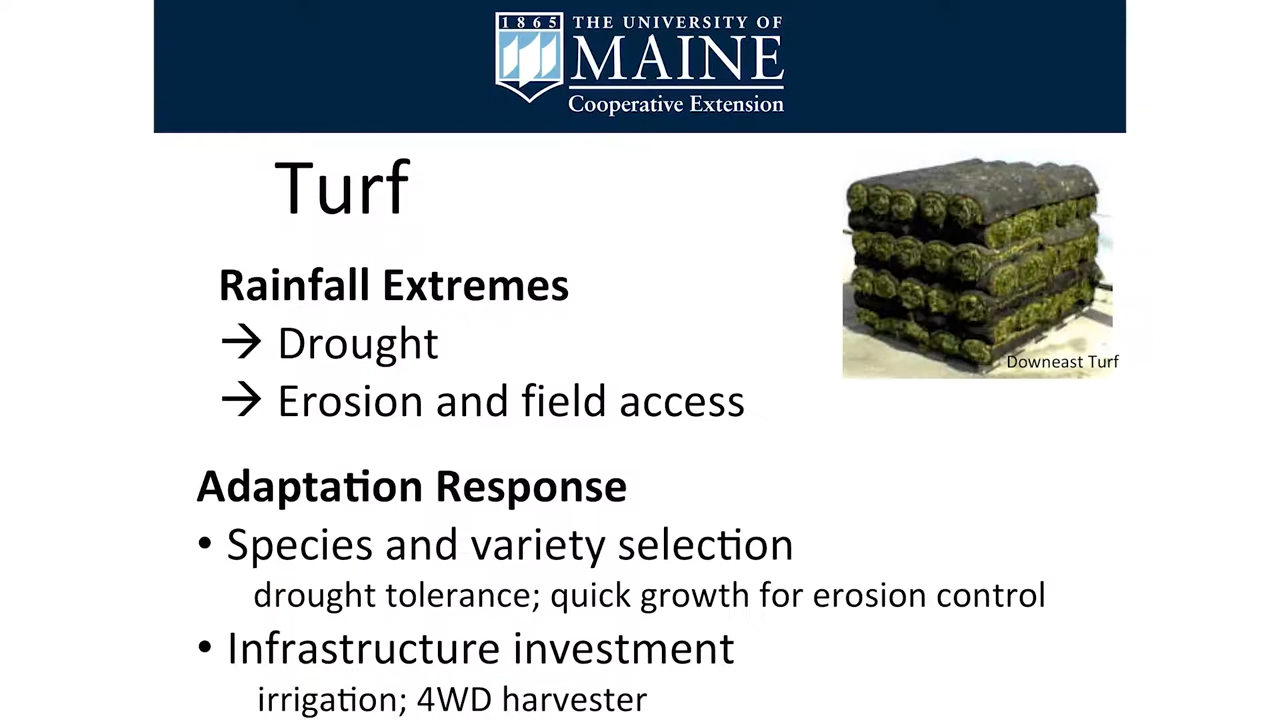 1865 THE UNIVERSITY OF
MAINE
Cooperative Extension
Turf
Downeast Turf
Rainfall Extremes
→ Drought
→ Erosion and field access
Adaptation Response
• Species and variety selection
drought tolerance; quick growth for erosion control
• Infrastructure investment
irrigation; 4WD harvester